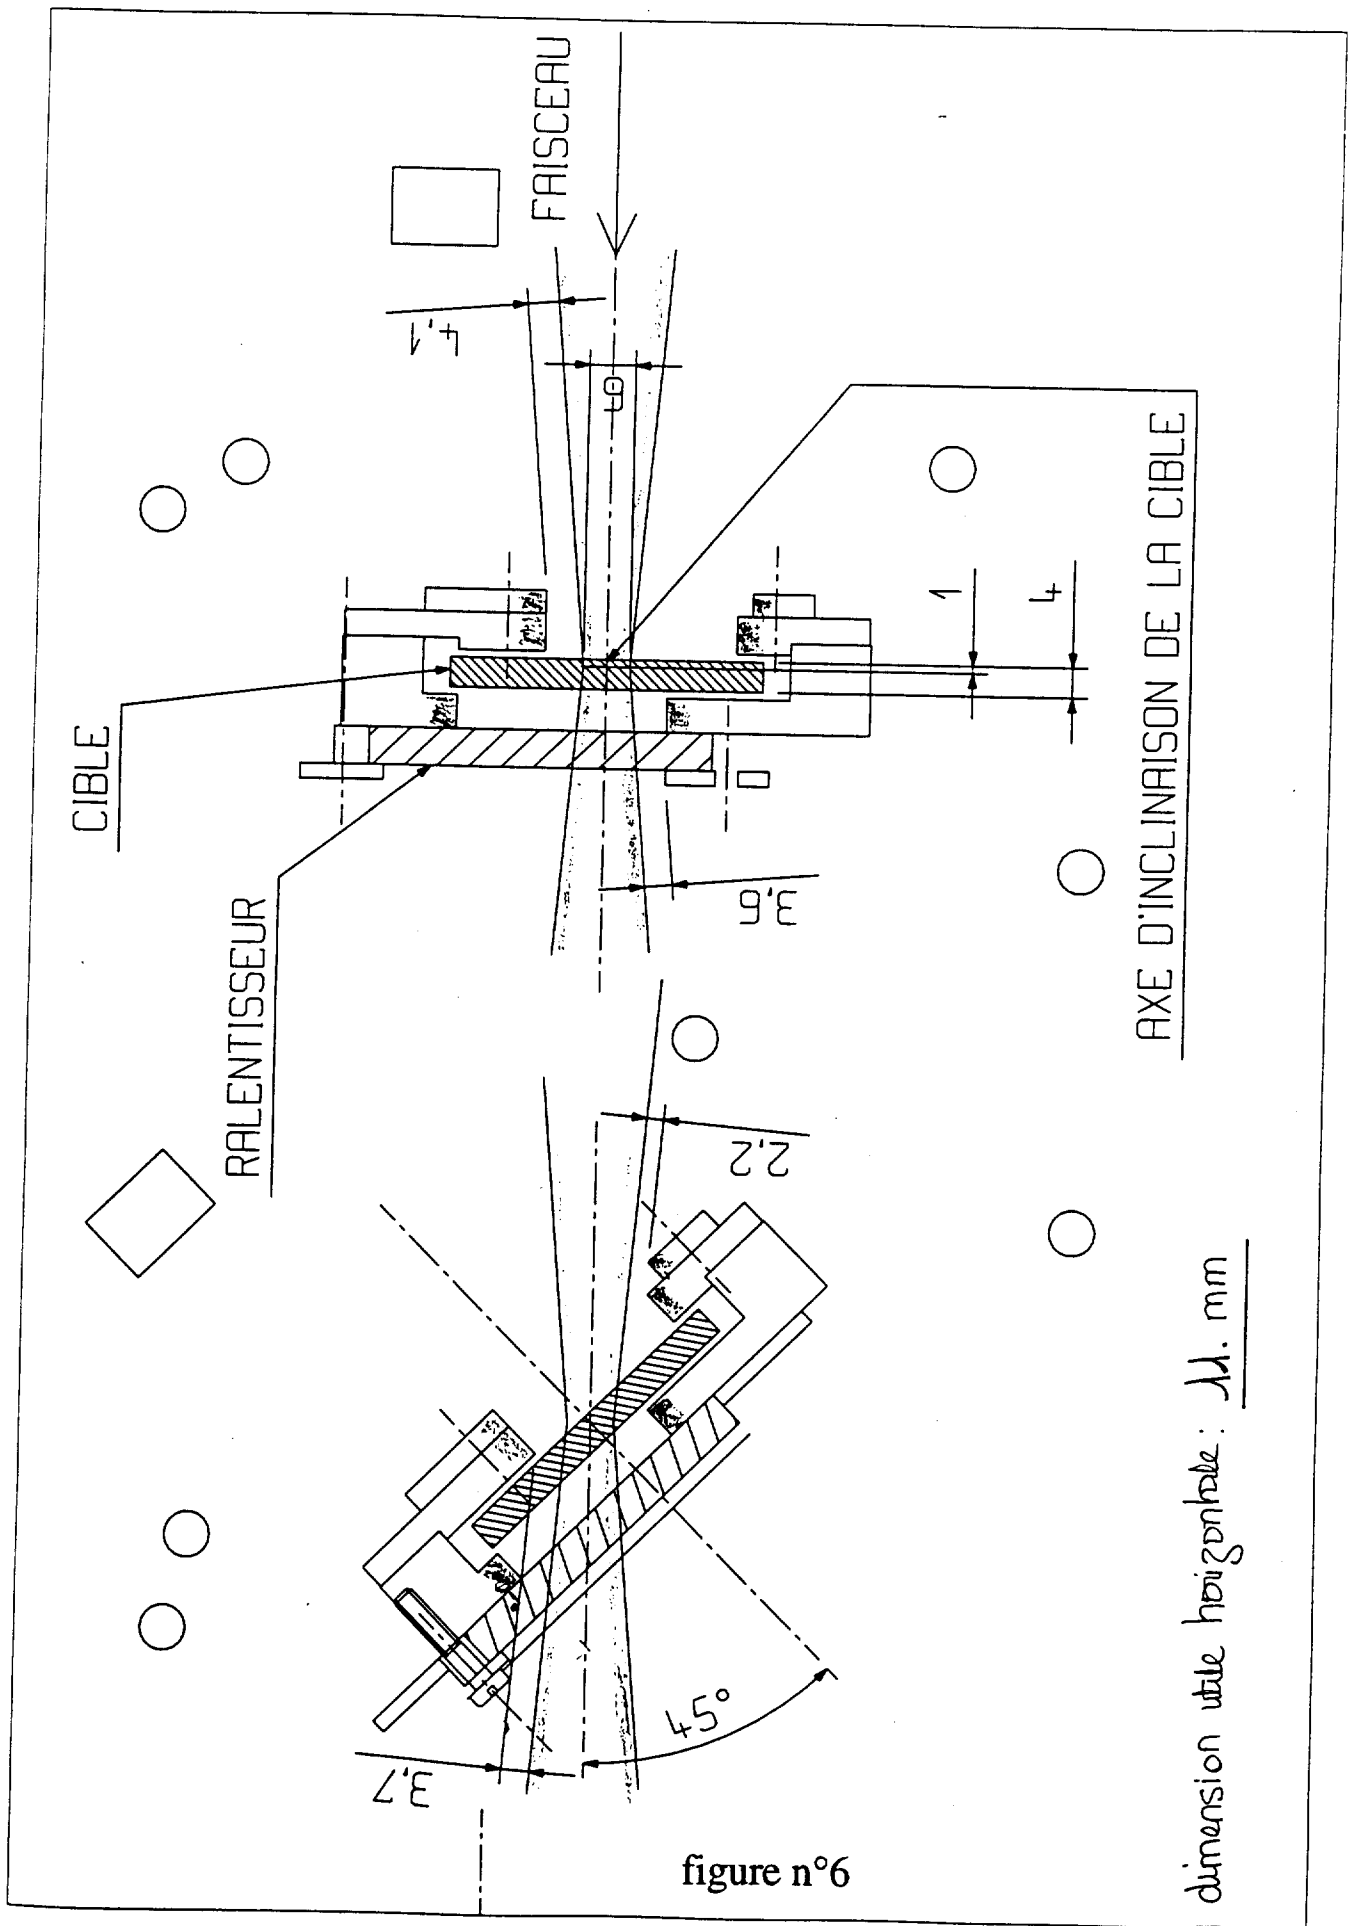 FAISCEAU
4,1
6
CIBLE
RALENTISSEUR
1
4
3,6
AXE D'INCLINAISON DE LA CIBLE
2,2
45°
3,7
dimension utile horizontale : 11. mm
figure n°6